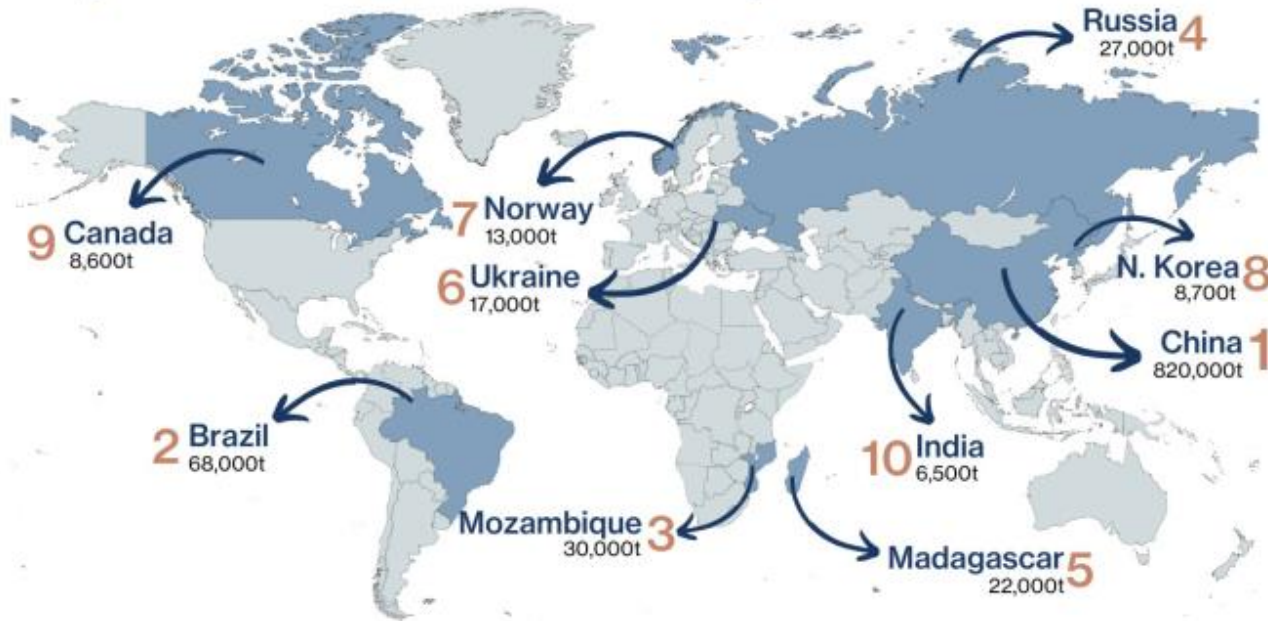 Russia 4
27,000t
7 Norway
13,000t
9 Canada
8,600t
6 Ukraine
17,000t
N. Korea 8
8,700t
China 1
820,000t
2 Brazil
68,000t
10 India
6,500t
Mozambique 3
30,000t
Madagascar 5
22,000t